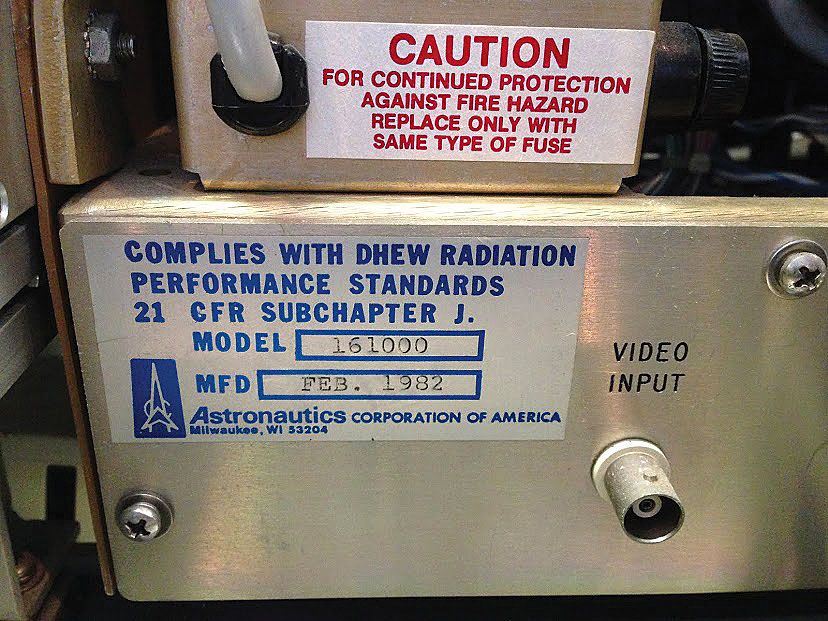 CAUTION
FOR CONTINUED PROTECTION
AGAINST FIRE HAZARD
REPLACE ONLY WITH
SAME TYPE OF FUSE
COMPLIES WITH DHEW RADIATION
PERFORMANCE STANDARDS
21 CFR SUBCHAPTER J.
MODEL 161000
MFD FEB. 1982
Astronautics CORPORATION OF AMERICA
Milwaukee, WI 53204
VIDEO
INPUT